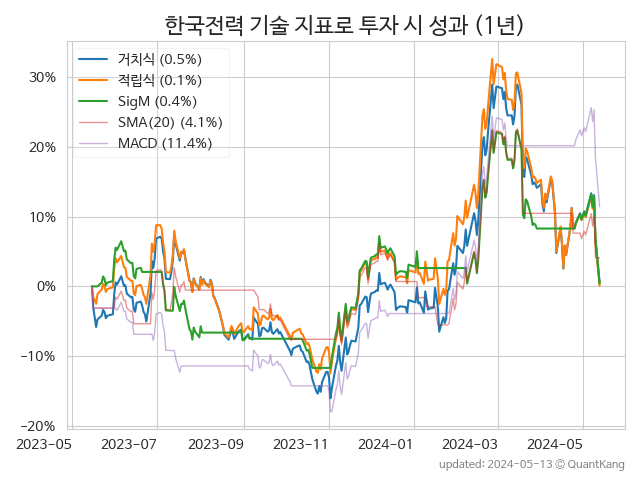 한국전력 기술 지표로 투자 시 성과 (1년)
거치식 (0.5%)
적립식 (0.1%)
SigM (0.4%)
SMA(20) (4.1%)
MACD (11.4%)
30%
20%
10%
0%
−10%
−20%
2023-05 2023-07 2023-09 2023-11 2024-01 2024-03 2024-05
updated: 2024-05-13 ⓒ QuantKang